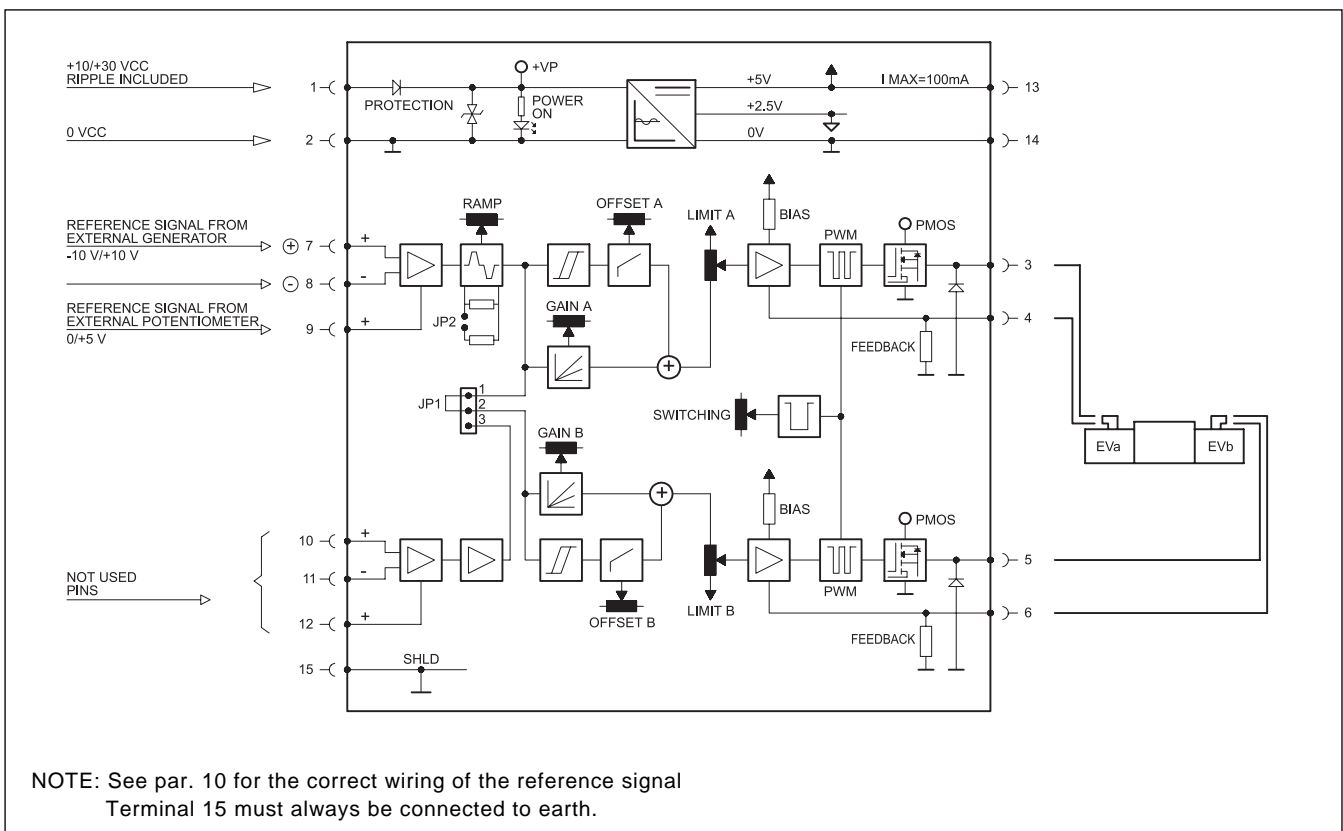 +10/+30 VCC
RIPPLE INCLUDED
1
PROTECTION
+VP
POWER
ON
+5V
I MAX=100mA
13
+2.5V
0 VCC
2
0V
14
REFERENCE SIGNAL FROM
EXTERNAL GENERATOR
-10 V/+10 V
+ 7
+
- 8
-
REFERENCE SIGNAL FROM
EXTERNAL POTENTIOMETER
0/+5 V
9
+
RAMP
JP2
OFFSET A
GAIN A
+
LIMIT A
BIAS
PWM
PMOS
3
4
FEEDBACK
JP1
1
2
3
SWITCHING
EVa
EVb
GAIN B
+
BIAS
PMOS
NOT USED
PINS
10
+
11
-
12
+
OFFSET B
LIMIT B
PWM
5
6
FEEDBACK
15
SHLD
NOTE: See par. 10 for the correct wiring of the reference signal
Terminal 15 must always be connected to earth.